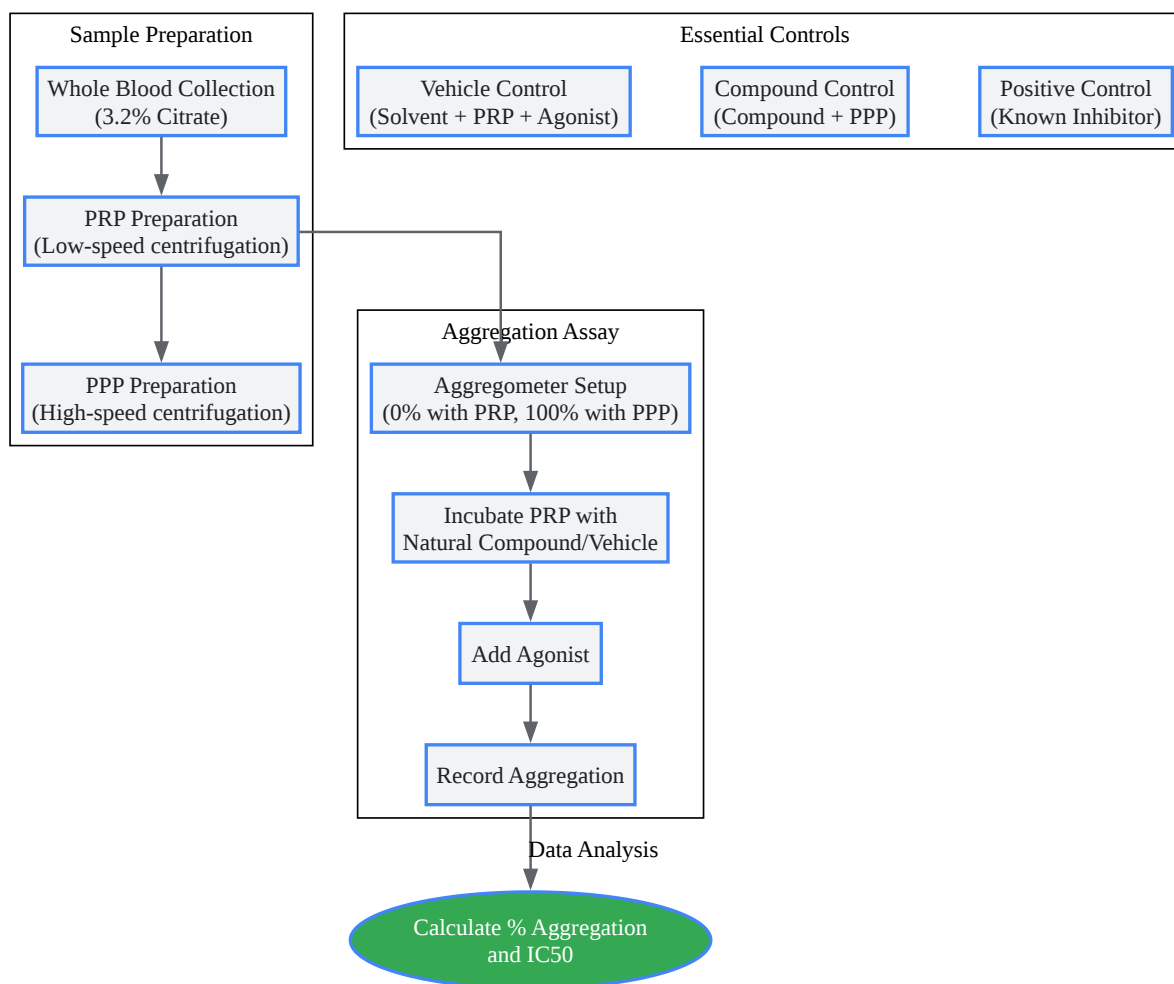 Sample Preparation
Whole Blood Collection
(3.2% Citrate)
PRP Preparation
(Low-speed centrifugation)
PPP Preparation
(High-speed centrifugation)
Essential Controls
Vehicle Control
(Solvent + PRP + Agonist)
Compound Control
(Compound + PPP)
Positive Control
(Known Inhibitor)
Aggregation Assay
Aggregometer Setup
(0% with PRP, 100% with PPP)
Incubate PRP with
Natural Compound/Vehicle
Add Agonist
Record Aggregation
Data Analysis
Calculate % Aggregation
and IC50